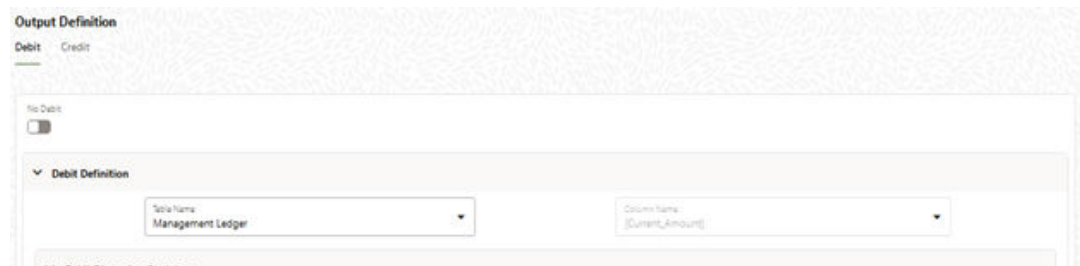 Output Definition
Debit Credit
No Debit
Debit Definition
Table Name
Management Ledger
Column Name
[Current_Amount]